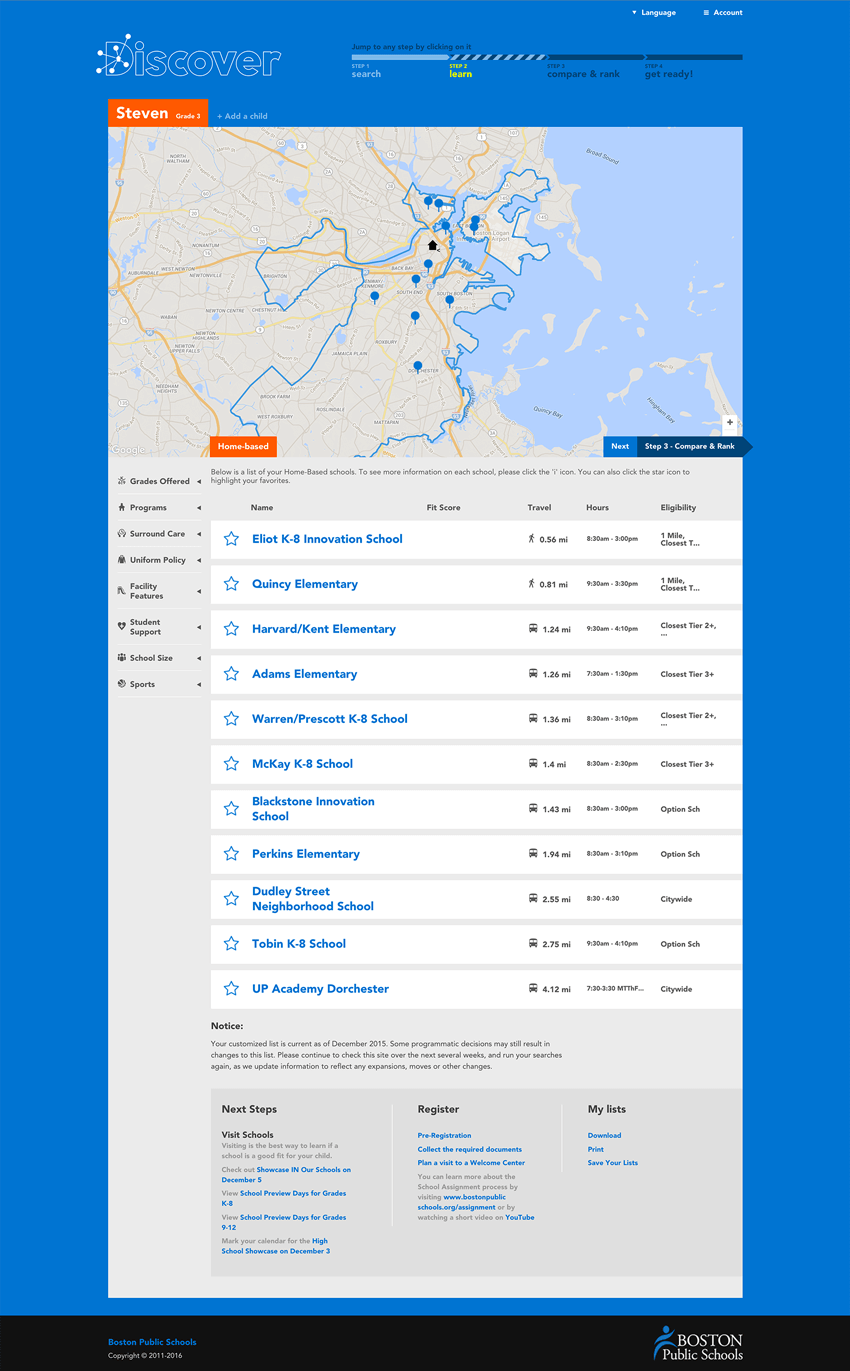 Language
Account
Discover
Jump to any step by clicking on it
STEP 1
search
STEP 2
learn
STEP 3
compare & rank
STEP 4
get ready!
Steven Grade 3
+ Add a child
NORTH
WALTHAM
Broad Sound
NONANTUM
AUBURNDALE
WEST NEWTON
NEWTONVILLE
BRIGHTON
BACK BAY
FENWAY/
KENMORE
SOUTH END
SOUTH BOSTON
Boston Logan
Airport
WABAN
NEWTON CENTRE
CHESTNUT HILL
NEWTON
HIGHLANDS
NEWTON
UPPER FALLS
ROXBURY
JAMAICA PLAIN
DORCHESTER
NEEDHAM
HEIGHTS
BROOK FARM
WEST ROXBURY
ROSLINDALE
MATTAPAN
Quincy Bay
Hingham Bay
Google
+
Home-based
Next
Step 3 - Compare & Rank
Below is a list of your Home-Based schools. To see more information on each school, please click the 'i' icon. You can also click the star icon to
highlight your favorites.
Grades Offered
Programs
Surround Care
Uniform Policy
Facility
Features
Student
Support
School Size
Sports
Name Fit Score Travel Hours Eligibility
Eliot K-8 Innovation School 0.56 mi 8:30am - 3:00pm 1 Mile,
Closest T...
Quincy Elementary 0.81 mi 9:30am - 3:30pm 1 Mile,
Closest T...
Harvard/Kent Elementary 1.24 mi 9:30am - 4:10pm Closest Tier 2+,
...
Adams Elementary 1.26 mi 7:30am - 1:30pm Closest Tier 3+
Warren/Prescott K-8 School 1.36 mi 8:30am - 3:10pm Closest Tier 2+,
...
McKay K-8 School 1.4 mi 8:30am - 2:30pm Closest Tier 3+
Blackstone Innovation
School 1.43 mi 8:30am - 3:00pm Option Sch
Perkins Elementary 1.94 mi 8:30am - 3:10pm Option Sch
Dudley Street
Neighborhood School 2.55 mi 8:30 - 4:30 Citywide
Tobin K-8 School 2.75 mi 9:30am - 4:10pm Option Sch
UP Academy Dorchester 4.12 mi 7:30-3:30 MTThF... Citywide
Notice:
Your customized list is current as of December 2015. Some programmatic decisions may still result in
changes to this list. Please continue to check this site over the next several weeks, and run your searches
again, as we update information to reflect any expansions, moves or other changes.
Next Steps
Visit Schools
Visiting is the best way to learn if a
school is a good fit for your child.
Check out Showcase IN Our Schools on
December 5
View School Preview Days for Grades
K-8
View School Preview Days for Grades
9-12
Mark your calendar for the High
School Showcase on December 3
Register
Pre-Registration
Collect the required documents
Plan a visit to a Welcome Center
You can learn more about the
School Assignment process by
visiting www.bostonpublic
schools.org/assignment or by
watching a short video on YouTube
My lists
Download
Print
Save Your Lists
Boston Public Schools
Copyright © 2011-2016
BOSTON
Public Schools